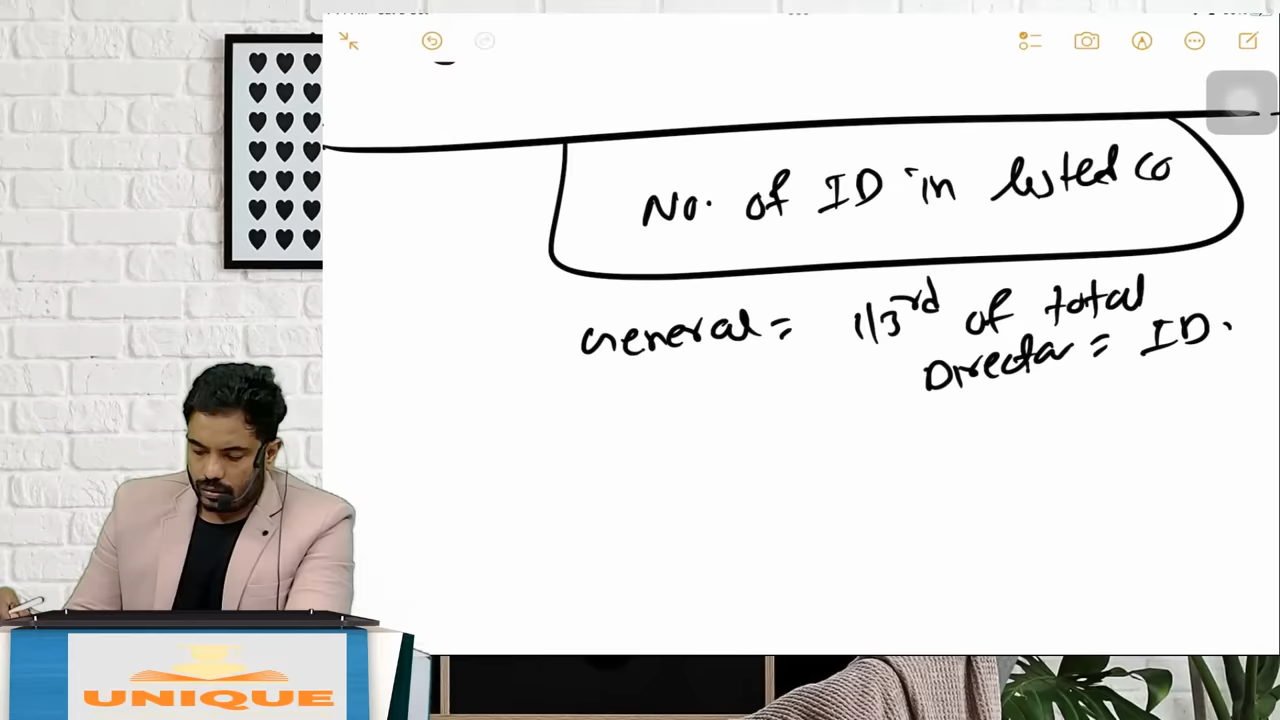 No. of ID in listed co
General = 1/3rd of total
Director = ID.
UNIQUE